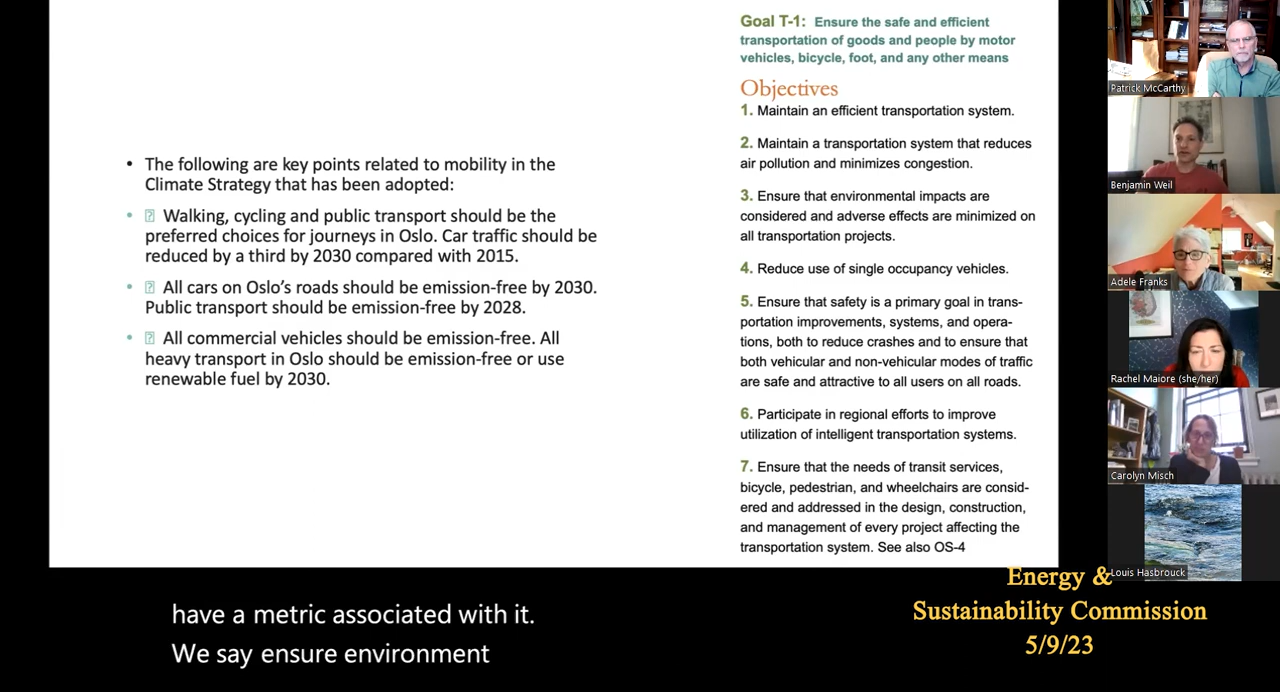 • The following are key points related to mobility in the
Climate Strategy that has been adopted:
• ⍰ Walking, cycling and public transport should be the
preferred choices for journeys in Oslo. Car traffic should be
reduced by a third by 2030 compared with 2015.
• ⍰ All cars on Oslo's roads should be emission-free by 2030.
Public transport should be emission-free by 2028.
• ⍰ All commercial vehicles should be emission-free. All
heavy transport in Oslo should be emission-free or use
renewable fuel by 2030.
Goal T-1: Ensure the safe and efficient
transportation of goods and people by motor
vehicles, bicycle, foot, and any other means
Objectives
1. Maintain an efficient transportation system.
2. Maintain a transportation system that reduces
air pollution and minimizes congestion.
3. Ensure that environmental impacts are
considered and adverse effects are minimized on
all transportation projects.
4. Reduce use of single occupancy vehicles.
5. Ensure that safety is a primary goal in trans-
portation improvements, systems, and opera-
tions, both to reduce crashes and to ensure that
both vehicular and non-vehicular modes of traffic
are safe and attractive to all users on all roads.
6. Participate in regional efforts to improve
utilization of intelligent transportation systems.
7. Ensure that the needs of transit services,
bicycle, pedestrian, and wheelchairs are consid-
ered and addressed in the design, construction,
and management of every project affecting the
transportation system. See also OS-4
Patrick McCarthy
Benjamin Weil
Adele Franks
Rachel Maiore (she/her)
Carolyn Misch
Louis Hasbrouck
have a metric associated with it.
We say ensure environment
Energy &
Sustainability Commission
5/9/23